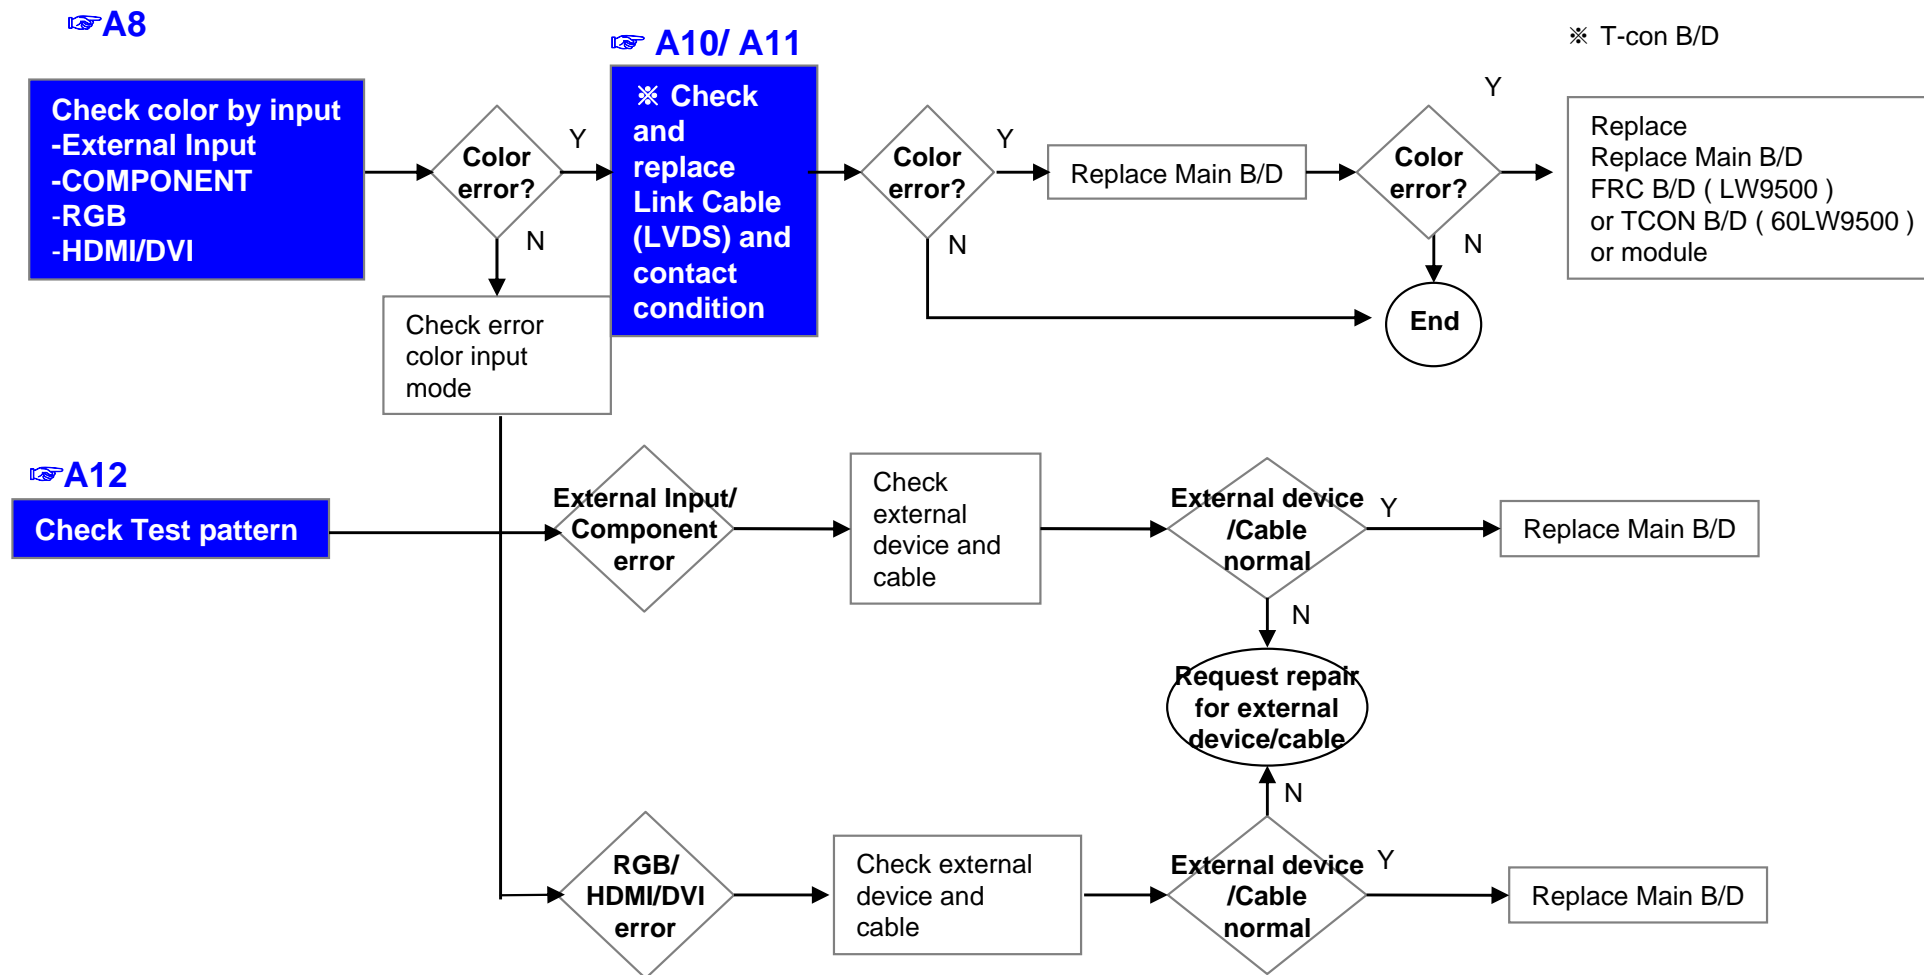 ☞A8
Check color by input
-External Input
-COMPONENT
-RGB
-HDMI/DVI
Color
error?
Y
N
☞ A10/ A11
※ Check
and
replace
Link Cable
(LVDS) and
contact
condition
Color
error?
Y
N
Replace Main B/D
Color
error?
Y
N
※ T-con B/D
Replace
Replace Main B/D
FRC B/D ( LW9500 )
or TCON B/D ( 60LW9500 )
or module
End
Check error
color input
mode
☞A12
Check Test pattern
External Input/
Component
error
Check
external
device and
cable
External device
/Cable
normal
Y
N
Replace Main B/D
Request repair
for external
device/cable
N
RGB/
HDMI/DVI
error
Check external
device and
cable
External device
/Cable
normal
Y
Replace Main B/D